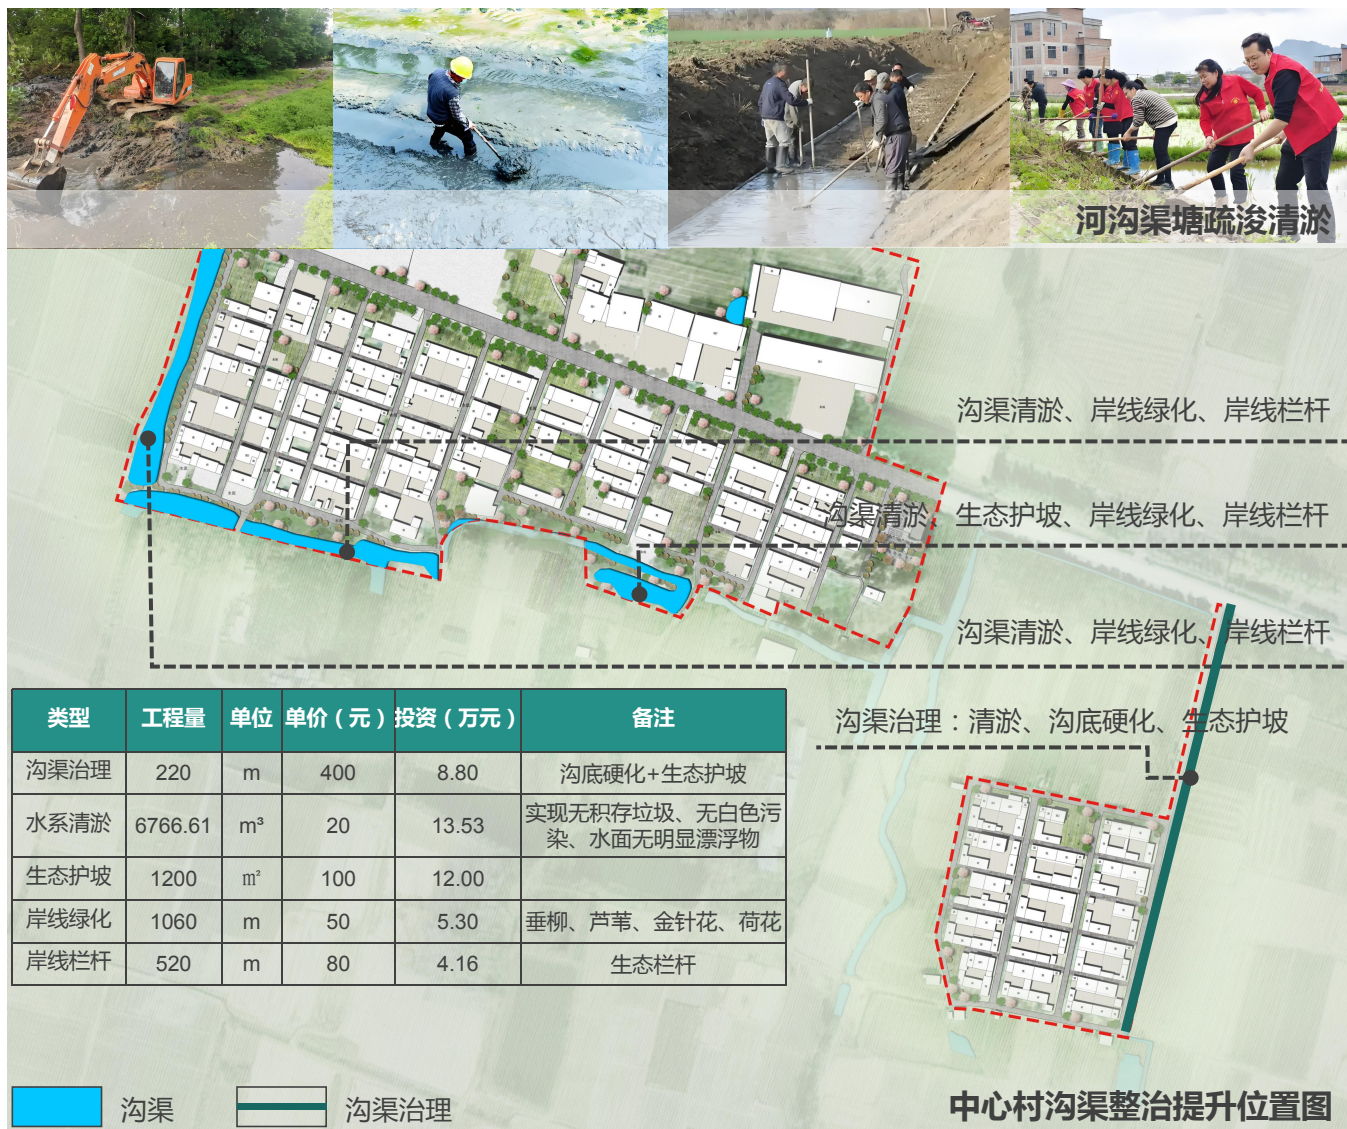 河沟渠塘疏浚清淤
沟渠清淤、岸线绿化、岸线栏杆
沟渠清淤、生态护坡、岸线绿化、岸线栏杆
沟渠清淤、岸线绿化、岸线栏杆
沟渠治理：清淤、沟底硬化、生态护坡
类型 工程量 单位 单价（元） 投资（万元） 备注
沟渠治理 220 m 400 8.80 沟底硬化+生态护坡
水系清淤 6766.61 m³ 20 13.53 实现无积存垃圾、无白色污
染、水面无明显漂浮物
生态护坡 1200 ㎡ 100 12.00
岸线绿化 1060 m 50 5.30 垂柳、芦苇、金针花、荷花
岸线栏杆 520 m 80 4.16 生态栏杆
沟渠 沟渠治理
中心村沟渠整治提升位置图